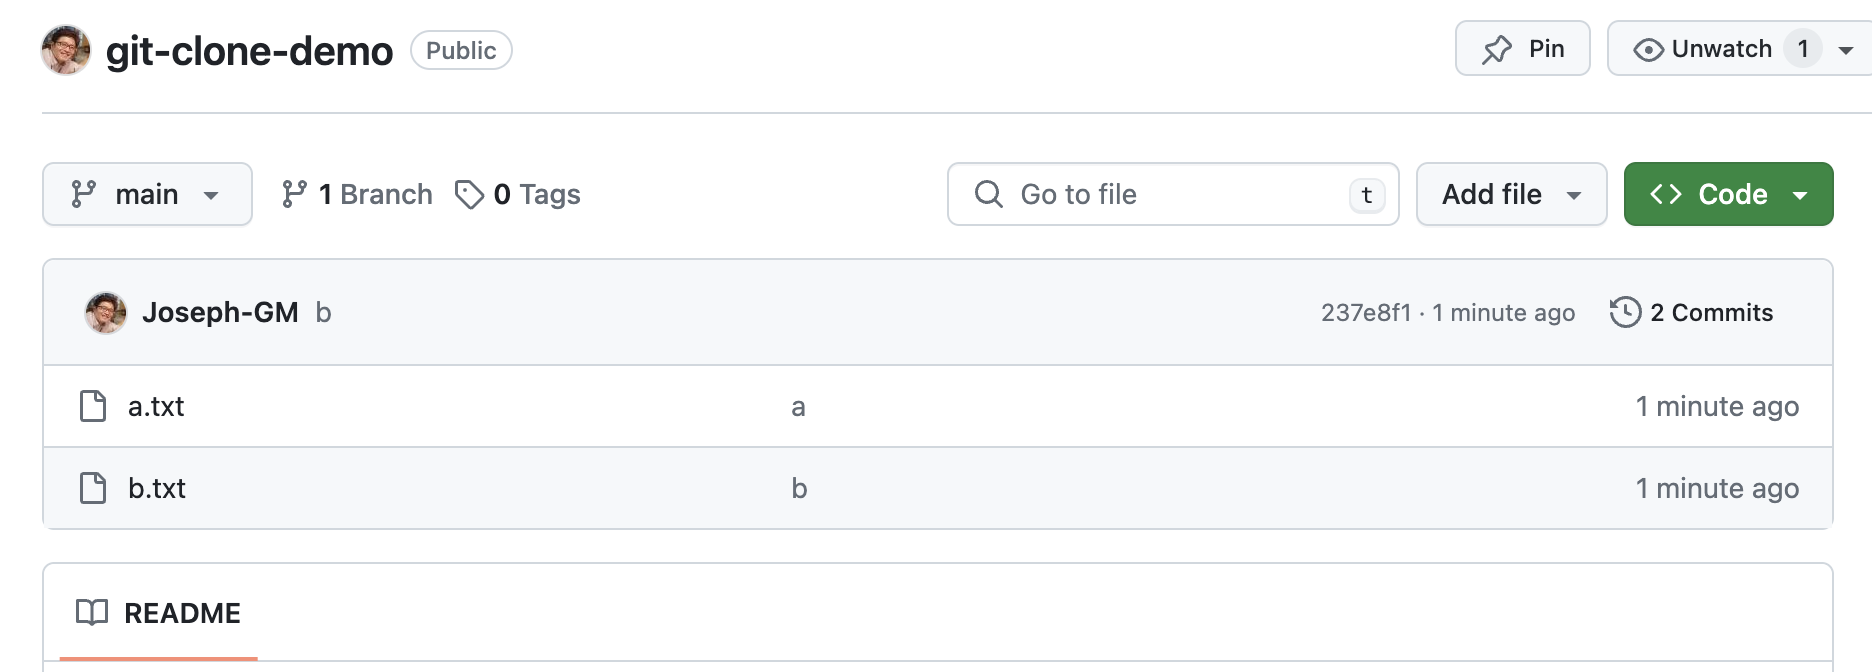 git-clone-demo Public Pin Unwatch 1
main 1 Branch 0 Tags Go to file t Add file Code
Joseph-GM b 237e8f1 · 1 minute ago 2 Commits
a.txt a 1 minute ago
b.txt b 1 minute ago
README